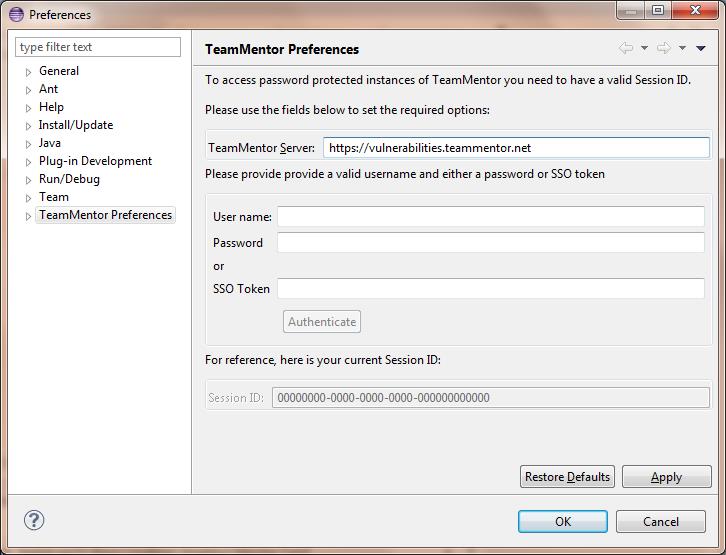 Preferences
type filter text
General
Ant
Help
Install/Update
Java
Plug-in Development
Run/Debug
Team
TeamMentor Preferences
TeamMentor Preferences
To access password protected instances of TeamMentor you need to have a valid Session ID.
Please use the fields below to set the required options:
TeamMentor Server: https://vulnerabilities.teammentor.net
Please provide provide a valid username and either a password or SSO token
User name:
Password
or
SSO Token
Authenticate
For reference, here is your current Session ID:
Session ID: 00000000-0000-0000-0000-000000000000
Restore Defaults Apply
? OK Cancel